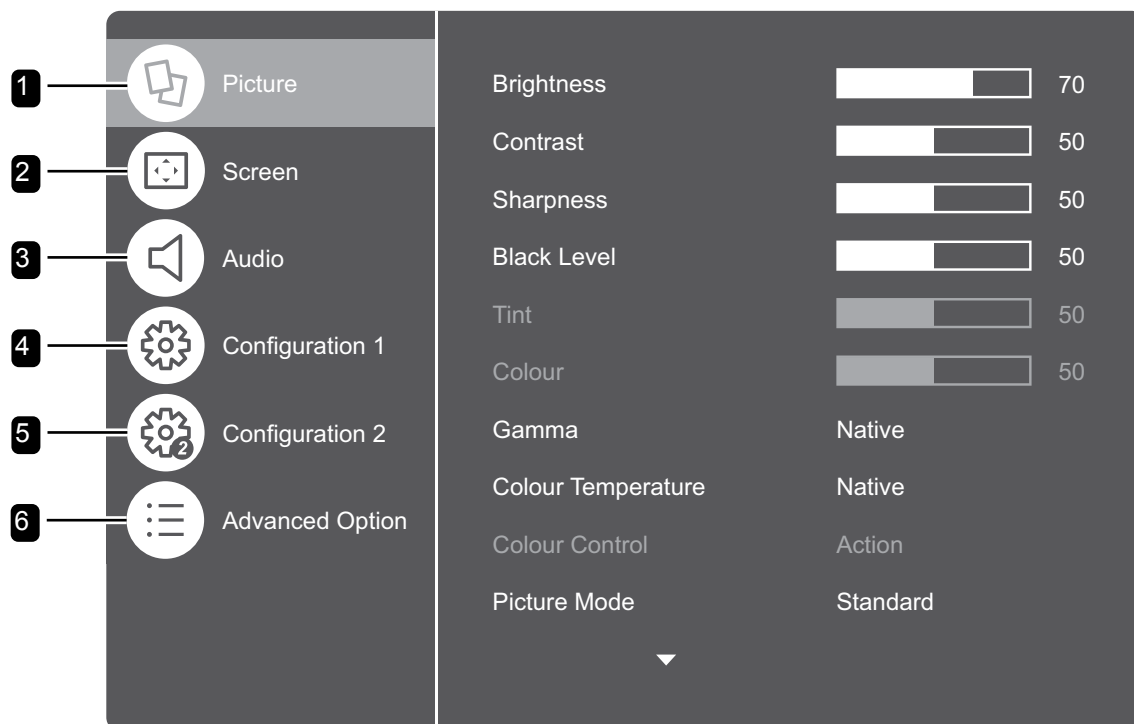 1 Picture
2 Screen
3 Audio
4 Configuration 1
5 Configuration 2
2
6 Advanced Option
Brightness 70
Contrast 50
Sharpness 50
Black Level 50
Tint 50
Colour 50
Gamma Native
Colour Temperature Native
Colour Control Action
Picture Mode Standard